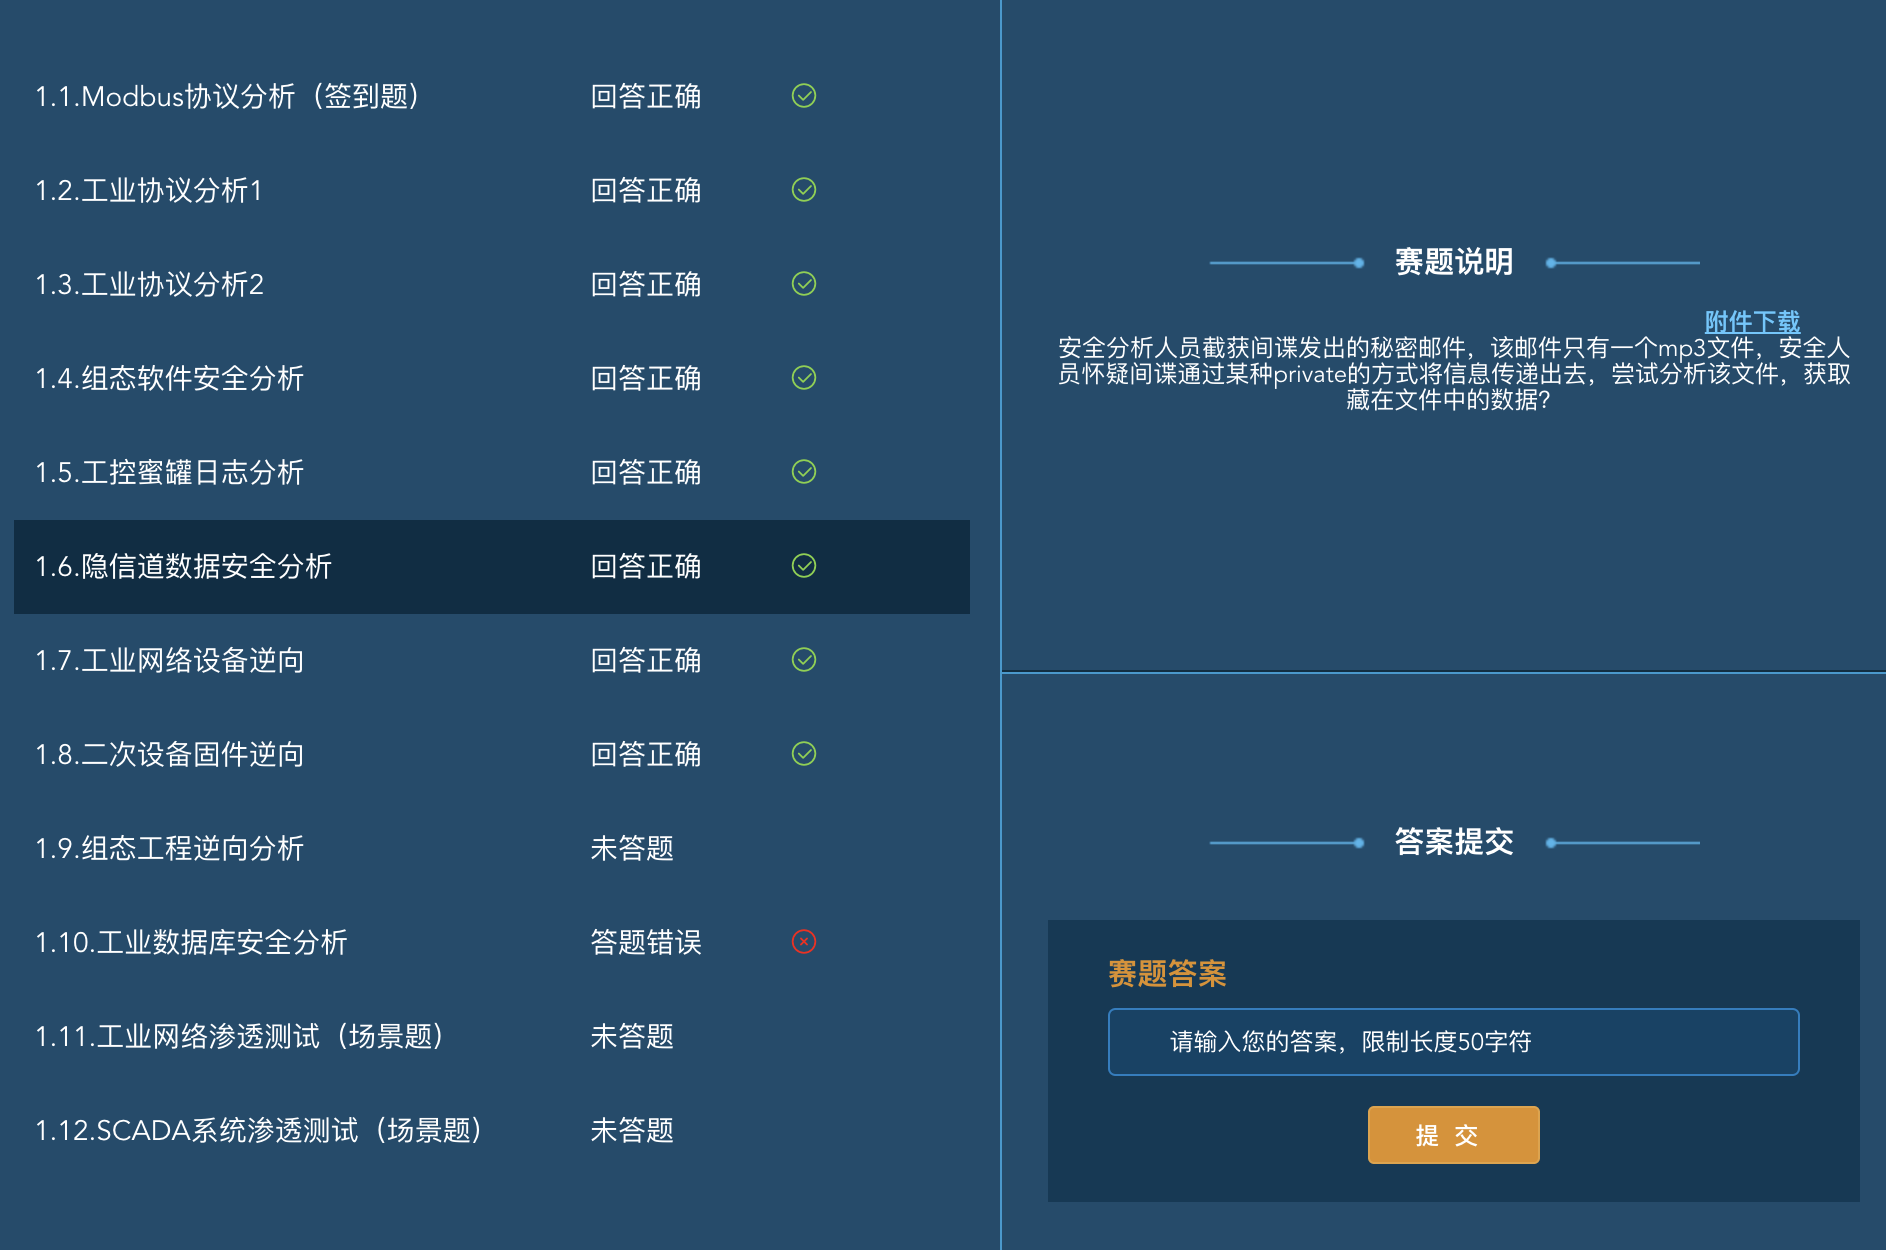 1.1.Modbus协议分析（签到题） 回答正确
1.2.工业协议分析1 回答正确
1.3.工业协议分析2 回答正确
1.4.组态软件安全分析 回答正确
1.5.工控蜜罐日志分析 回答正确
1.6.隐信道数据安全分析 回答正确
1.7.工业网络设备逆向 回答正确
1.8.二次设备固件逆向 回答正确
1.9.组态工程逆向分析 未答题
1.10.工业数据库安全分析 答题错误
1.11.工业网络渗透测试（场景题） 未答题
1.12.SCADA系统渗透测试（场景题） 未答题
赛题说明
附件下载
安全分析人员截获间谍发出的秘密邮件，该邮件只有一个mp3文件，安全人
员怀疑间谍通过某种private的方式将信息传递出去，尝试分析该文件，获取
藏在文件中的数据？
答案提交
赛题答案
请输入您的答案，限制长度50字符
提 交